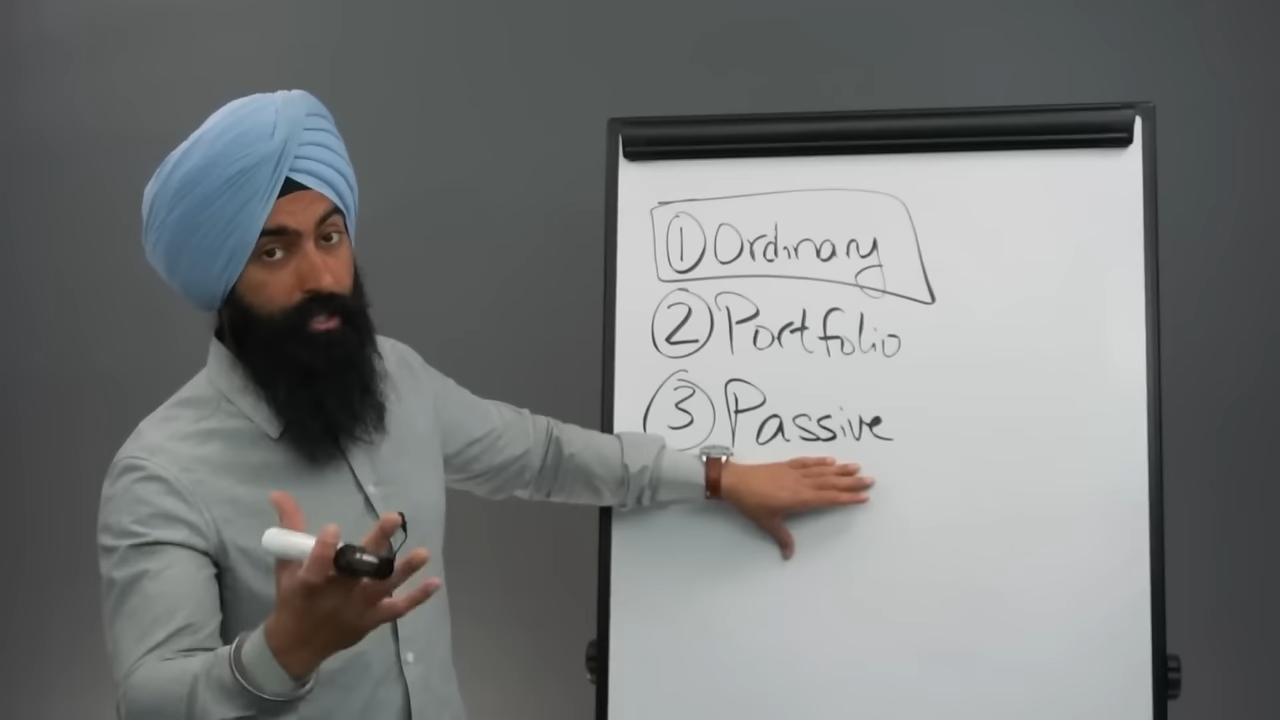 ① Ordinary
② Portfolio
③ Passive